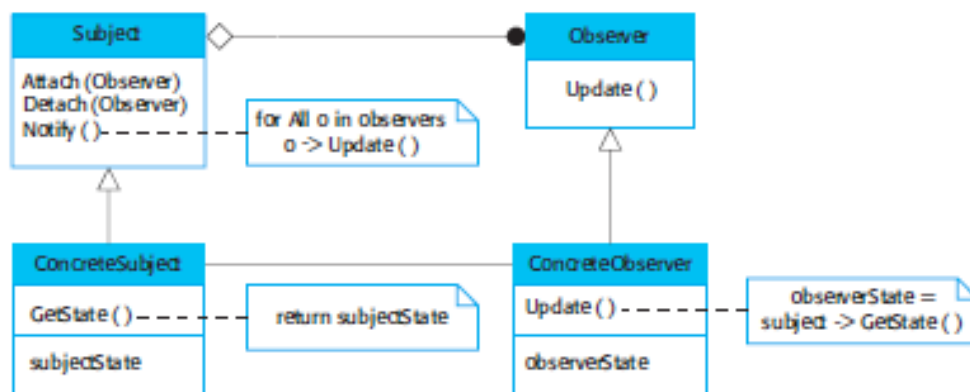 Subject
Attach (Observer)
Detach (Observer)
Notify ( )
for All o in observers
o -> Update ( )
Observer
Update ( )
ConcreteSubject
GetState ( )
subjectState
return subjectState
ConcreteObserver
Update ( )
observerState
observerState =
subject -> GetState ( )